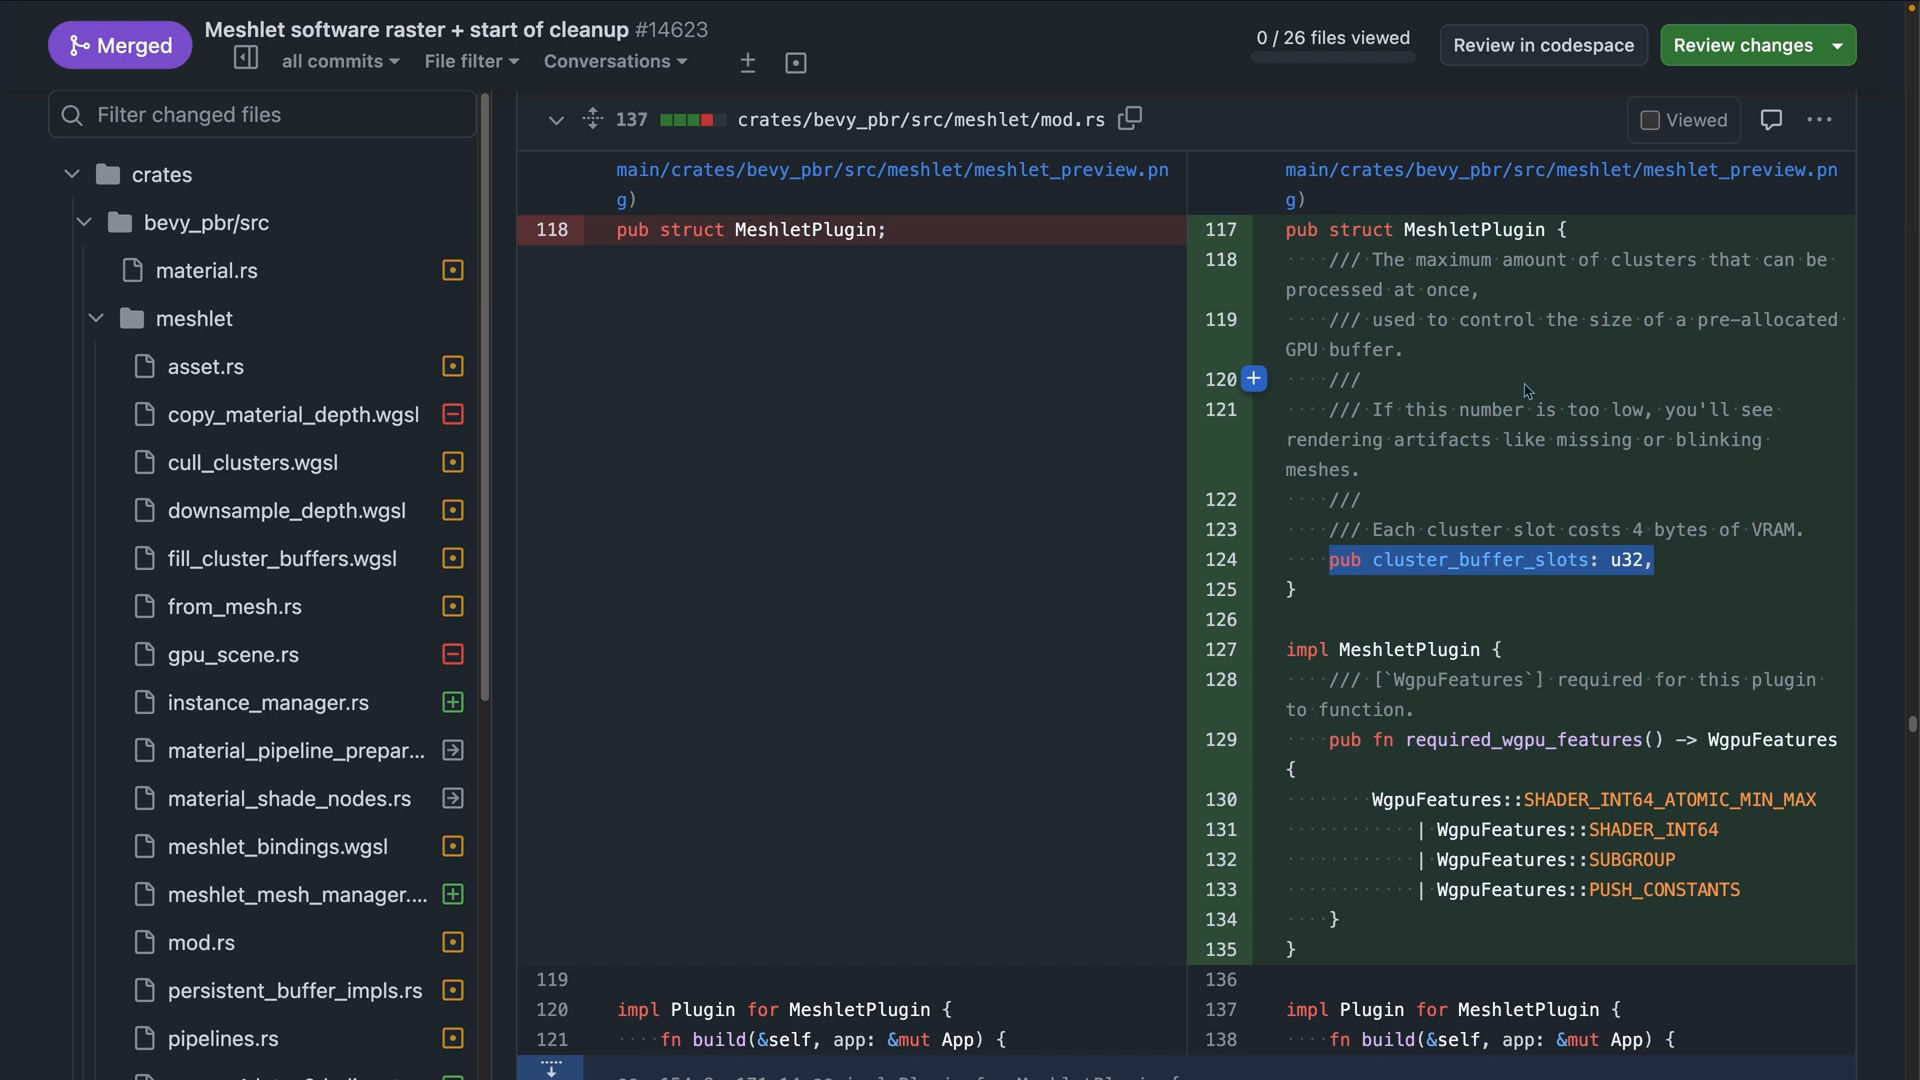 Merged
Meshlet software raster + start of cleanup #14623
all commits File filter Conversations
0 / 26 files viewed
Review in codespace
Review changes
Filter changed files
crates
bevy_pbr/src
material.rs
meshlet
asset.rs
copy_material_depth.wgsl
cull_clusters.wgsl
downsample_depth.wgsl
fill_cluster_buffers.wgsl
from_mesh.rs
gpu_scene.rs
instance_manager.rs
material_pipeline_prepar...
material_shade_nodes.rs
meshlet_bindings.wgsl
meshlet_mesh_manager....
mod.rs
persistent_buffer_impls.rs
pipelines.rs
137 crates/bevy_pbr/src/meshlet/mod.rs
Viewed
main/crates/bevy_pbr/src/meshlet/meshlet_preview.pn
g)
118 pub struct MeshletPlugin;
119
120 impl Plugin for MeshletPlugin {
121 ····fn build(&self, app: &mut App) {
main/crates/bevy_pbr/src/meshlet/meshlet_preview.pn
g)
117 pub struct MeshletPlugin {
118 ····///·The·maximum·amount·of·clusters·that·can·be·
processed·at·once,
119 ····///·used·to·control·the·size·of·a·pre-allocated·
GPU·buffer.
120 ····///
121 ····///·If·this·number·is·too·low,·you'll·see·
rendering·artifacts·like·missing·or·blinking·
meshes.
122 ····///
123 ····///·Each·cluster·slot·costs·4·bytes·of·VRAM.
124 ····pub cluster_buffer_slots: u32,
125 }
126
127 impl MeshletPlugin {
128 ····///·[`WgpuFeatures`]·required·for·this·plugin·
to·function.
129 ····pub fn required_wgpu_features() -> WgpuFeatures
{
130 ········WgpuFeatures::SHADER_INT64_ATOMIC_MIN_MAX
131 ············|·WgpuFeatures::SHADER_INT64
132 ············|·WgpuFeatures::SUBGROUP
133 ············|·WgpuFeatures::PUSH_CONSTANTS
134 ····}
135 }
136
137 impl Plugin for MeshletPlugin {
138 ····fn build(&self, app: &mut App) {